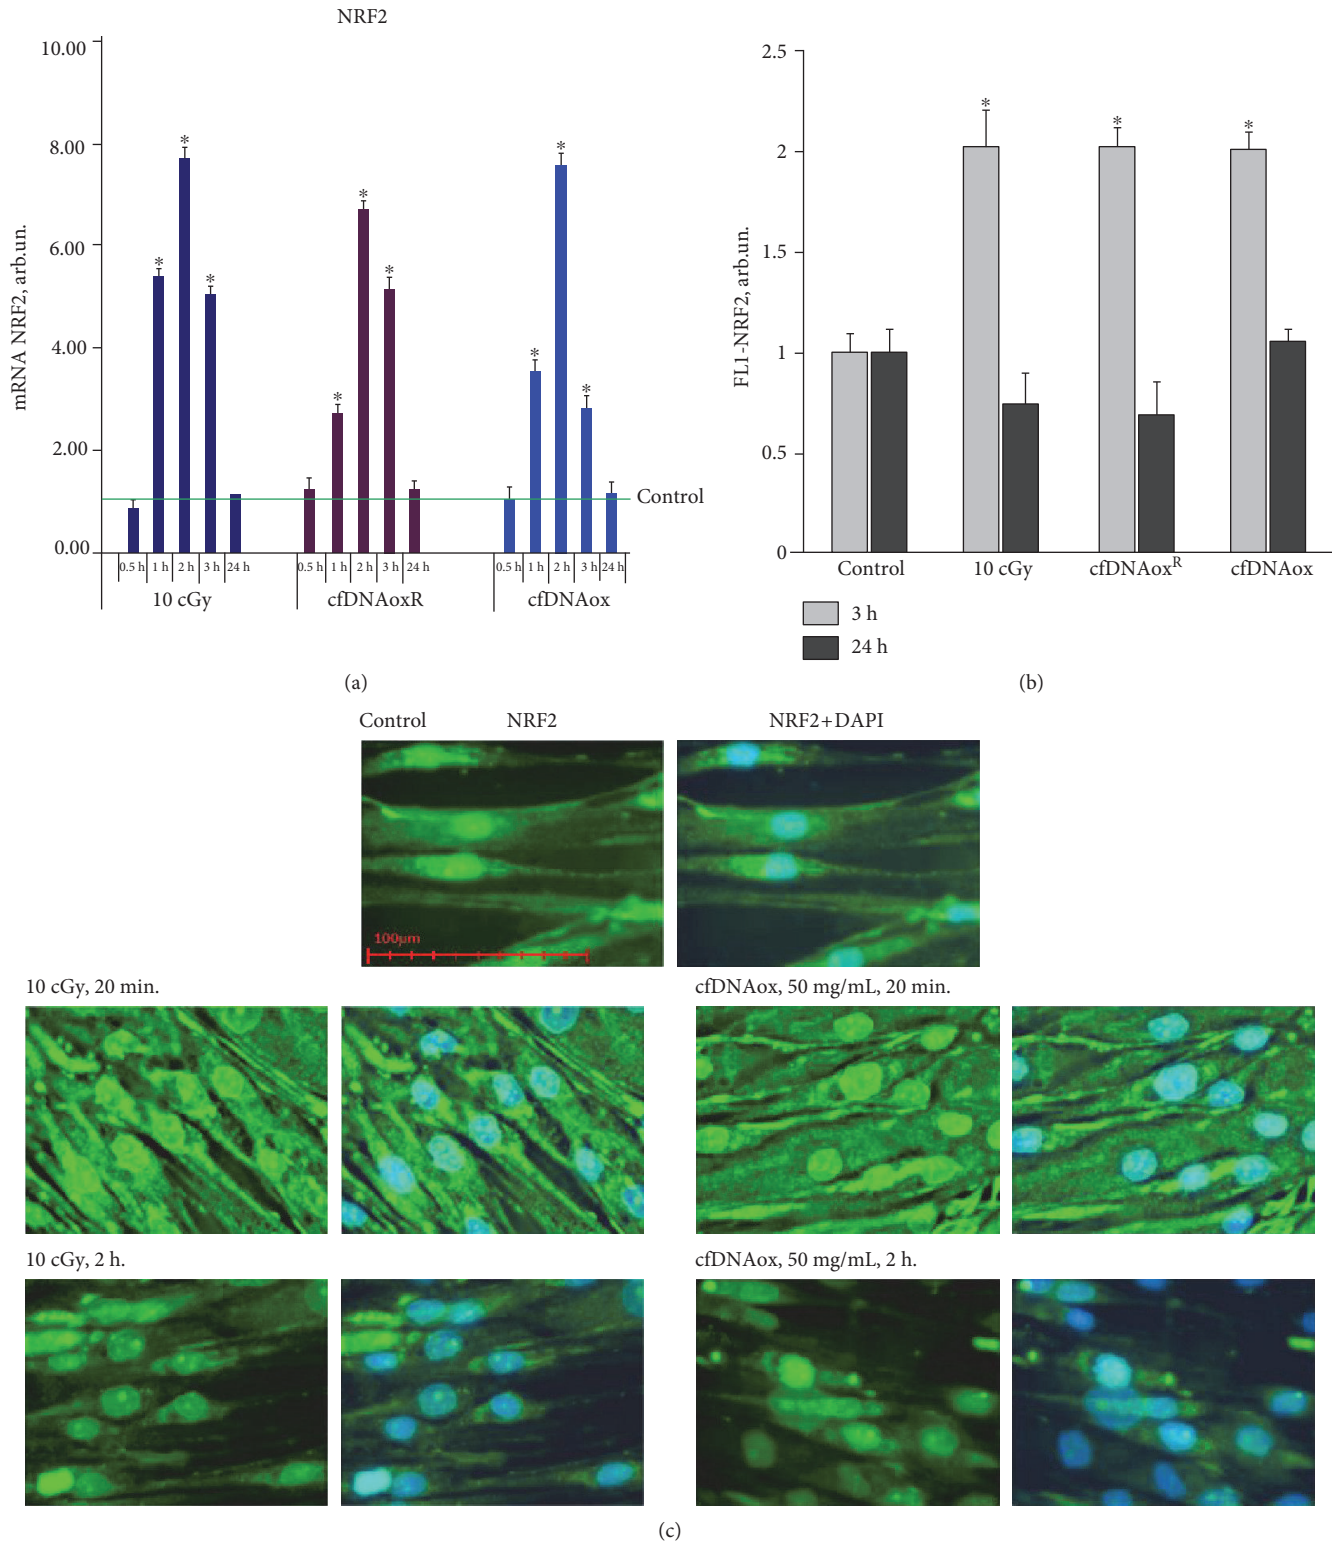 NRF2
10.00
8.00
6.00
4.00
2.00
0.00
mRNA NRF2, arb.un.
* * * * * * * * *
Control
0.5 h 1 h 2 h 3 h 24 h 0.5 h 1 h 2 h 3 h 24 h 0.5 h 1 h 2 h 3 h 24 h
10 cGy cfDNAoxR cfDNAox
(a)
2.5
2
1.5
1
0.5
0
FL1-NRF2, arb.un.
* * *
Control 10 cGy cfDNAox^R cfDNAox
3 h
24 h
(b)
Control NRF2 NRF2+DAPI
100μm
10 cGy, 20 min. cfDNAox, 50 mg/mL, 20 min.
10 cGy, 2 h. cfDNAox, 50 mg/mL, 2 h.
(c)